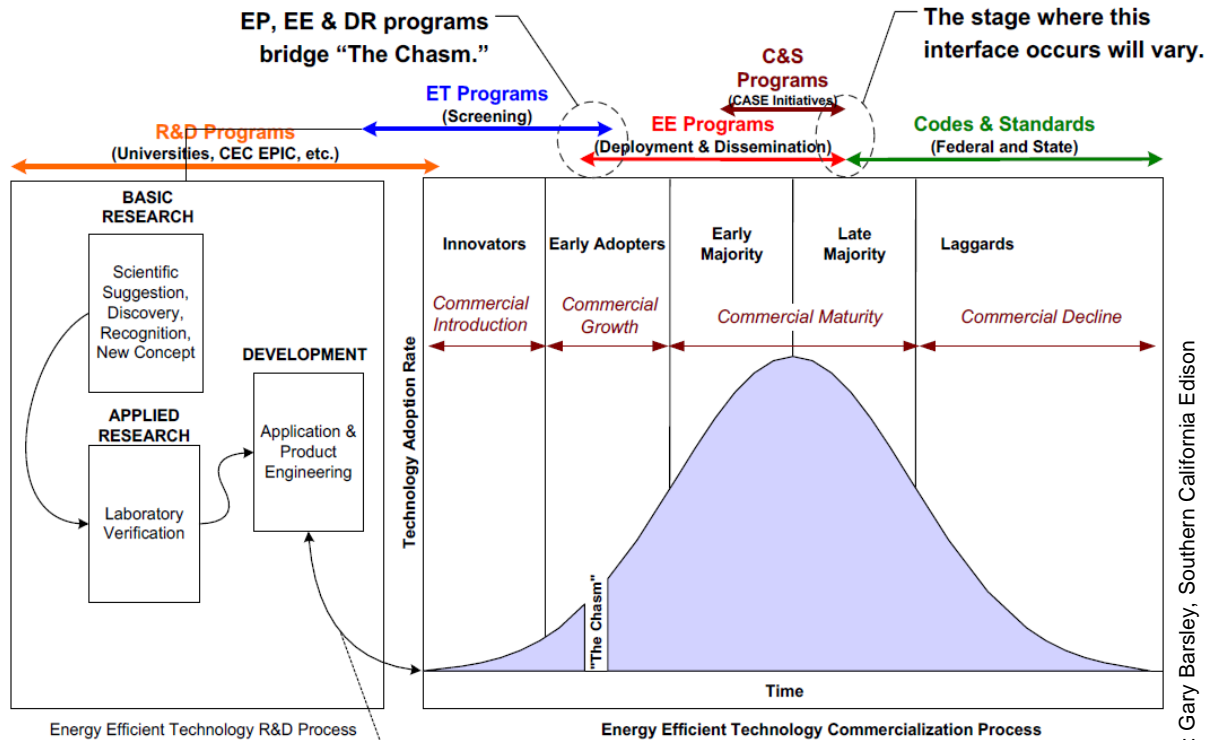 EP, EE & DR programs
bridge “The Chasm.”
The stage where this
interface occurs will vary.
C&S
Programs
(CASE Initiatives)
ET Programs
(Screening)
R&D Programs
(Universities, CEC EPIC, etc.)
EE Programs
(Deployment & Dissemination)
Codes & Standards
(Federal and State)
BASIC
RESEARCH
Scientific
Suggestion,
Discovery,
Recognition,
New Concept
DEVELOPMENT
Application &
Product
Engineering
APPLIED
RESEARCH
Laboratory
Verification
Energy Efficient Technology R&D Process
Technology Adoption Rate
Innovators
Early Adopters
Early
Majority
Late
Majority
Laggards
Commercial
Introduction
Commercial
Growth
Commercial Maturity
Commercial Decline
"The Chasm"
Time
Energy Efficient Technology Commercialization Process
: Gary Barsley, Southern California Edison